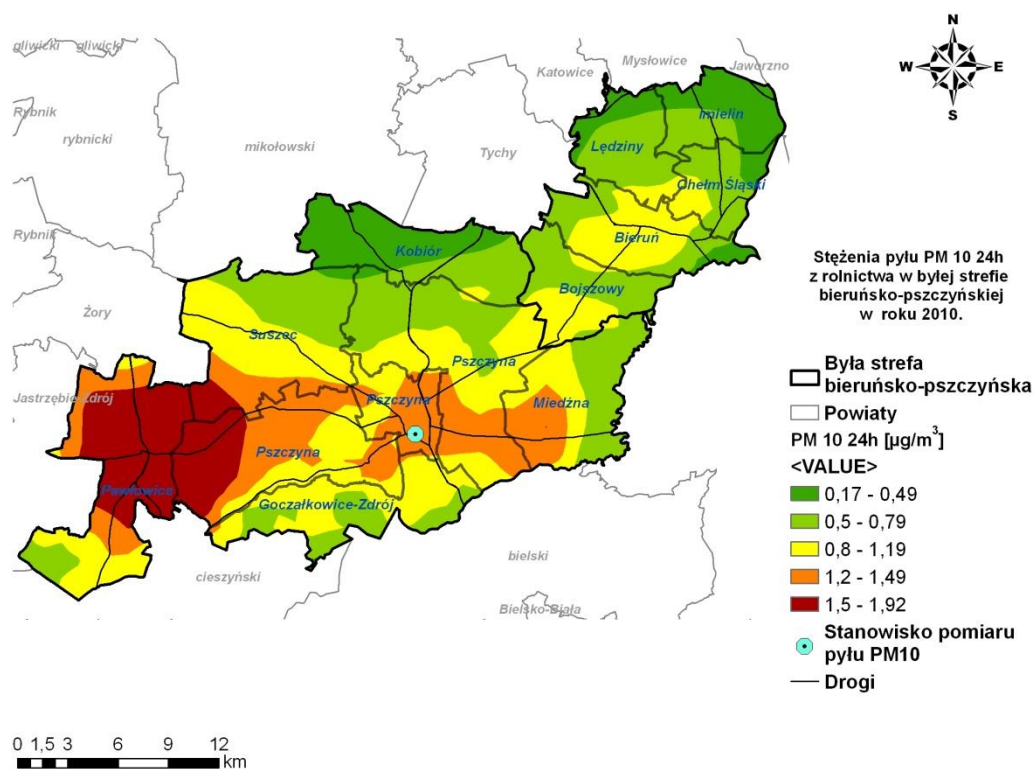 N
W E
S
gliwicki gliwicki
Mysłowice
Jaworzno
Katowice
Rybnik
rybnicki
mikołowski
Tychy
Imielin
Lędziny
Chełm Śląski
Rybnik
Kobiór
Bieruń
Bojszowy
Żory
Suszec
Pszczyna
Jastrzębie-Zdrój
Pszczyna
Miedźna
Pszczyna
Pawłowice
Goczałkowice-Zdrój
bielski
cieszyński
Bielsko-Biała
Stężenia pyłu PM 10 24h
z rolnictwa w byłej strefie
bieruńsko-pszczyńskiej
w roku 2010.
Była strefa
bieruńsko-pszczyńska
Powiaty
PM 10 24h [µg/m³]
<VALUE>
0,17 - 0,49
0,5 - 0,79
0,8 - 1,19
1,2 - 1,49
1,5 - 1,92
Stanowisko pomiaru
pyłu PM10
Drogi
0 1,5 3 6 9 12
km